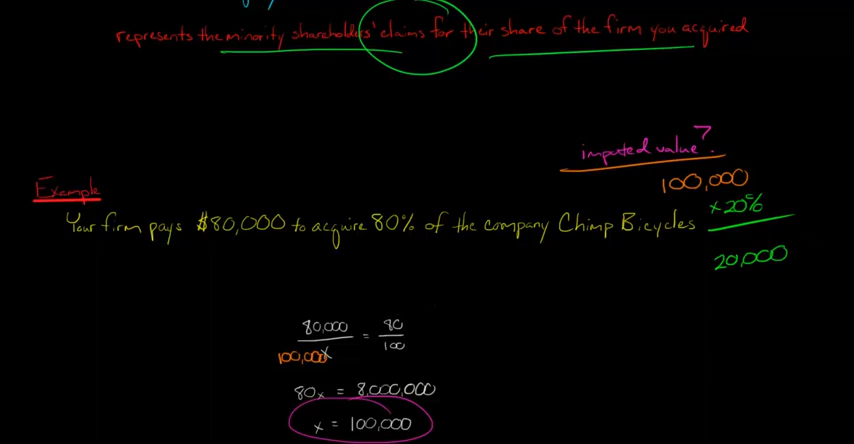 represents the minority shareholders' claims for their share of the firm you acquired
imputed value?
100,000
x 20%
20,000
Example
Your firm pays $80,000 to acquire 80% of the company Chimp Bicycles
80,000 = 80
100,000 x 100
80x = 8,000,000
x = 100,000